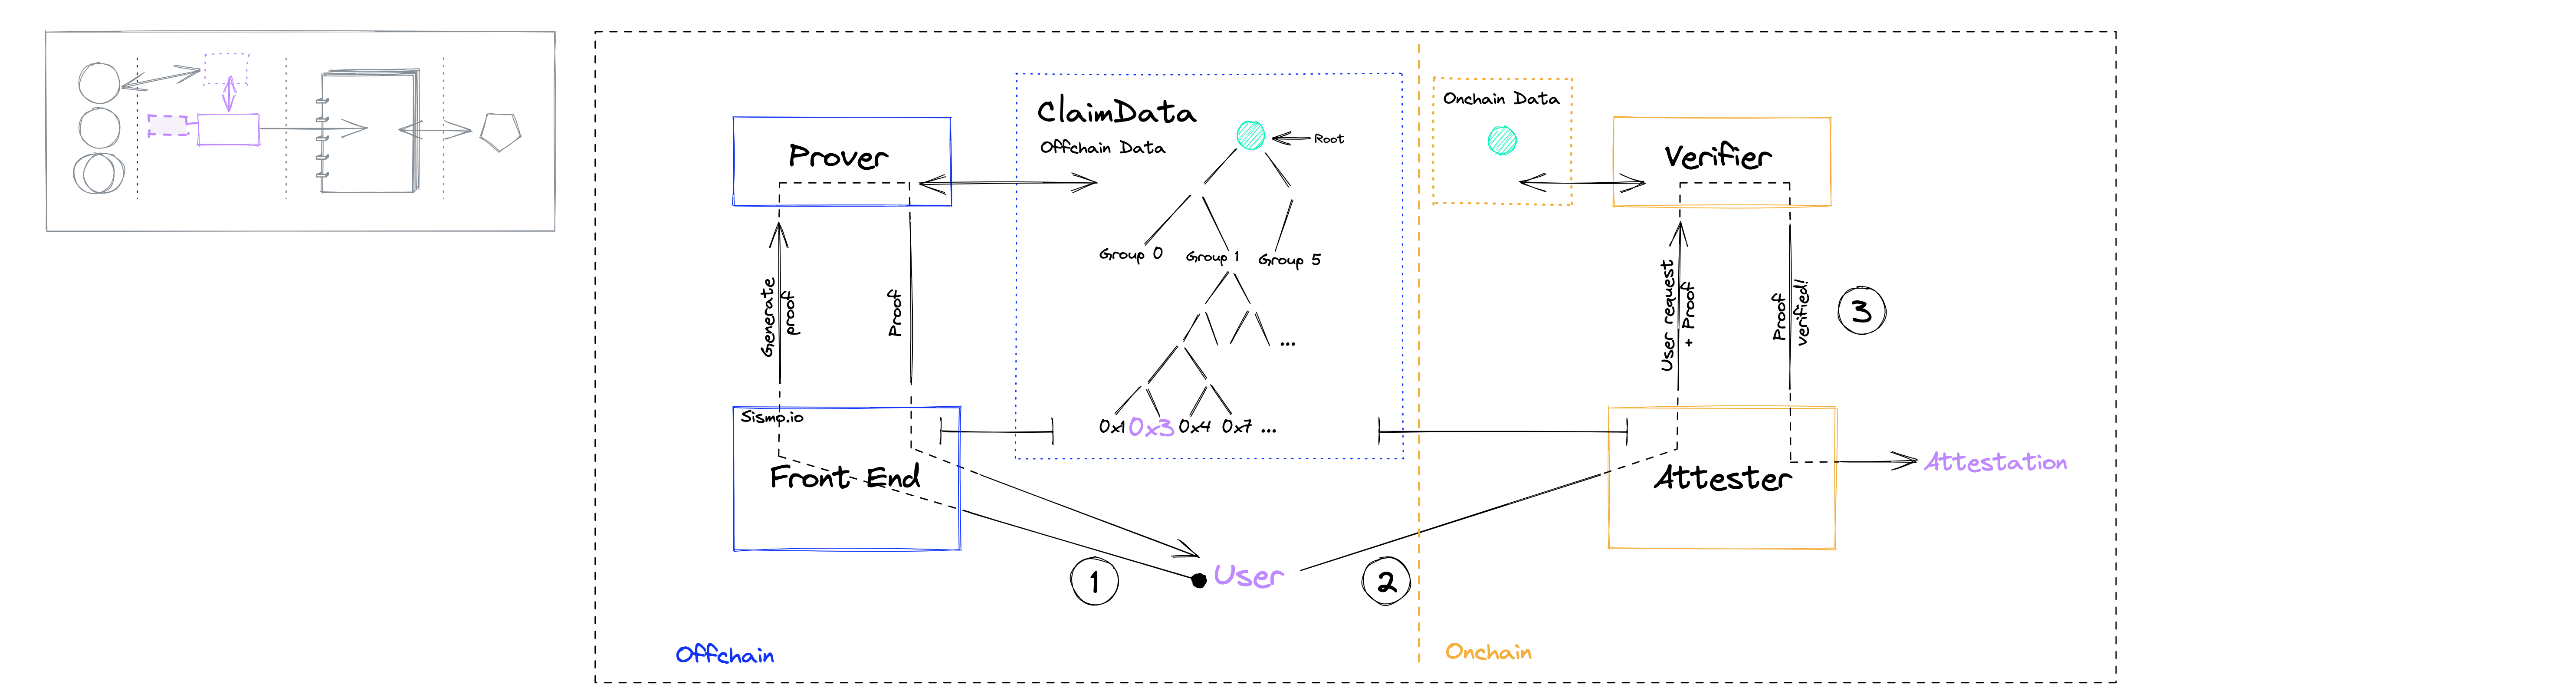 ClaimData
Offchain Data
Root
Onchain Data
Prover
Verifier
Group 0
Group 1
Group 5
Generate
proof
Proof
User request
+ Proof
Proof
verified!
3
...
Sismo.io
0x1 0x3 0x4 0x7 ...
Front End
Attester
Attestation
1
User
2
Offchain
Onchain